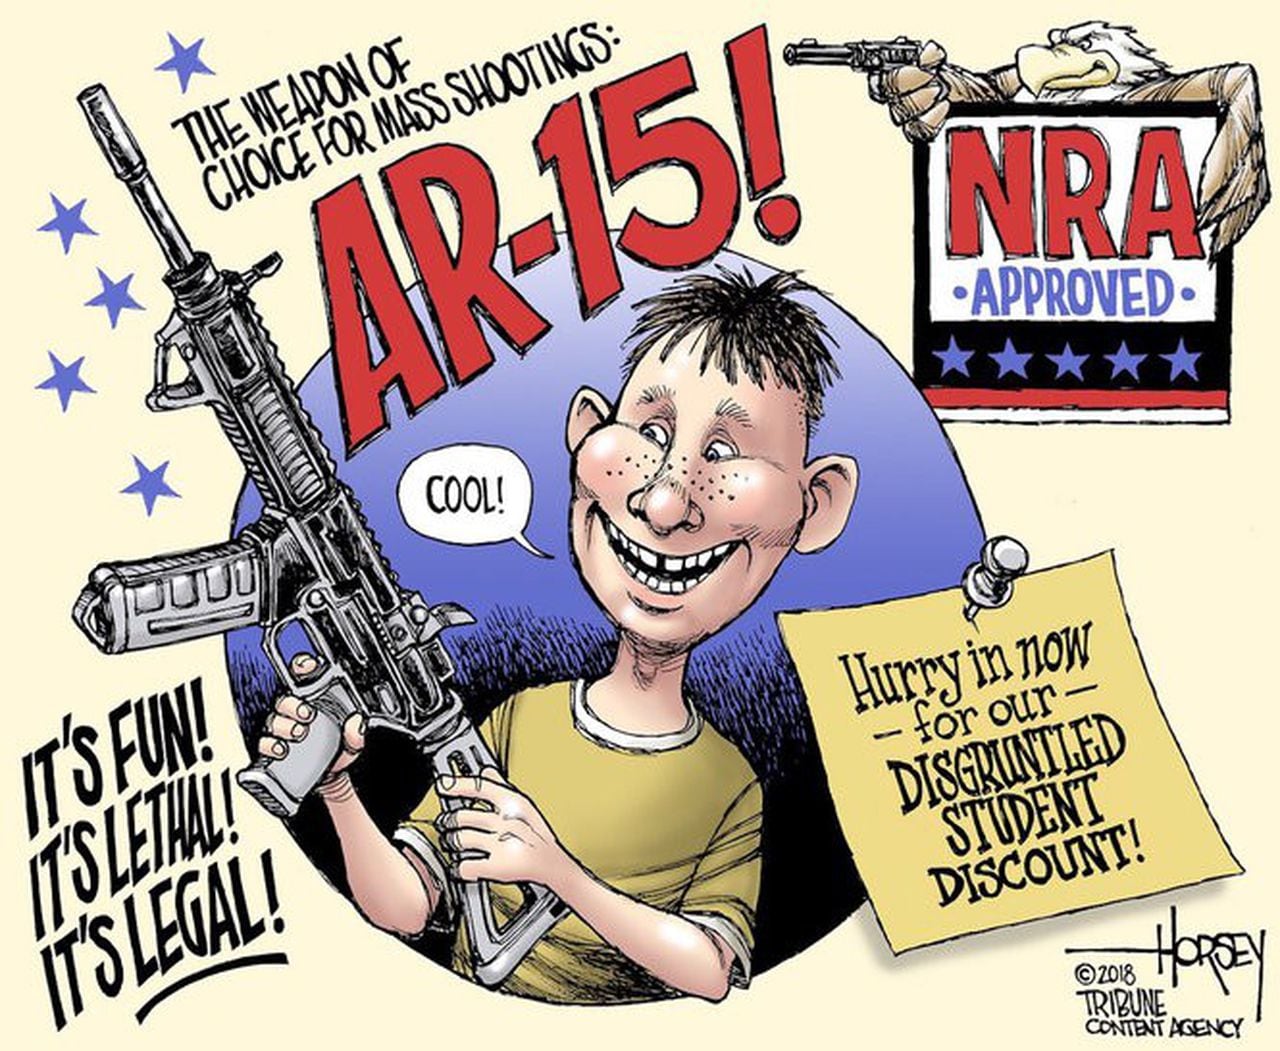 THE WEAPON OF
CHOICE FOR MASS SHOOTINGS:
AR-15!
NRA
•APPROVED•
COOL!
Hurry in now
— for our —
DISGRUNTLED
STUDENT
DISCOUNT!
IT'S FUN!
IT'S LETHAL!
IT'S LEGAL!
HORSEY
©2018
TRIBUNE
CONTENT AGENCY